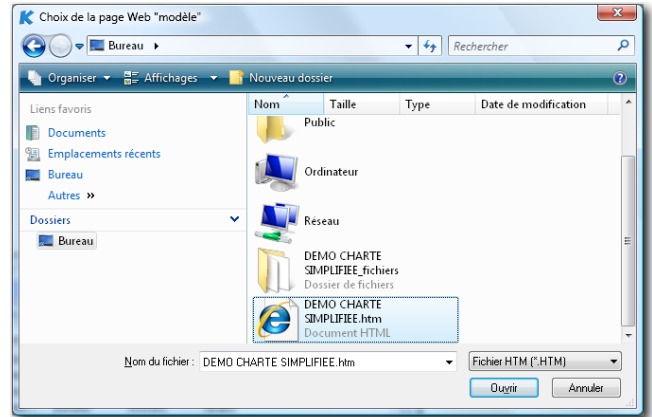 Choix de la page Web "modèle"
Bureau
Rechercher
Organiser
Affichages
Nouveau dossier
Liens favoris
Documents
Emplacements récents
Bureau
Autres »
Dossiers
Bureau
Nom Taille Type Date de modification
Public
Ordinateur
Réseau
DEMO CHARTE
SIMPLIFIEE_fichiers
Dossier de fichiers
DEMO CHARTE
SIMPLIFIEE.htm
Document HTML
Nom du fichier : DEMO CHARTE SIMPLIFIEE.htm
Fichier HTM (*.HTM)
Ouvrir Annuler